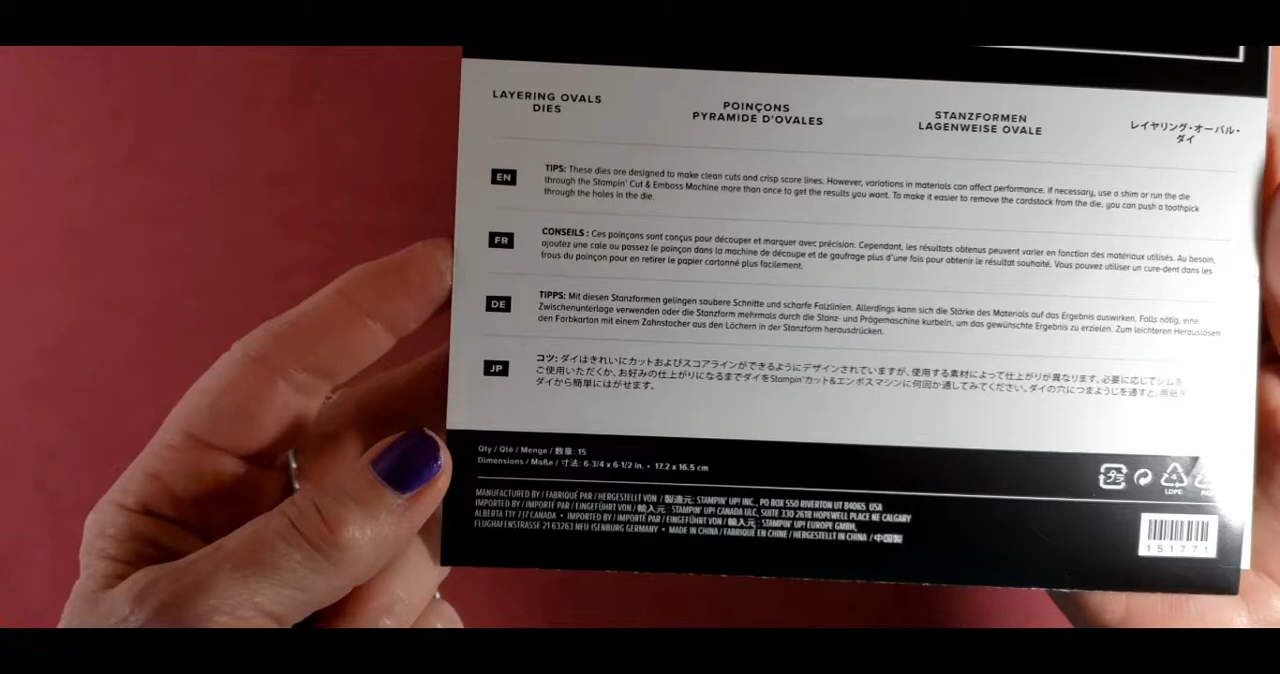 LAYERING OVALS
DIES
POINÇONS
PYRAMIDE D'OVALES
STANZFORMEN
LAGENWEISE OVALE
レイヤリング・オーバル・
ダイ
EN
TIPS: These dies are designed to make clean cuts and crisp score lines. However, variations in materials can affect performance. If necessary, use a shim or run the die
through the Stampin' Cut & Emboss Machine more than once to get the results you want. To make it easier to remove the cardstock from the die, you can push a toothpick
through the holes in the die.
FR
CONSEILS : Ces poinçons sont conçus pour découper et marquer avec précision. Cependant, les résultats obtenus peuvent varier en fonction des matériaux utilisés. Au besoin,
ajoutez une cale ou passez le poinçon dans la machine de découpe et de gaufrage plus d'une fois pour obtenir le résultat souhaité. Vous pouvez utiliser un cure-dent dans les
trous du poinçon pour en retirer le papier cartonné plus facilement.
DE
TIPPS: Mit diesen Stanzformen gelingen saubere Schnitte und scharfe Falzlinien. Allerdings kann sich die Stärke des Materials auf das Ergebnis auswirken. Falls nötig, eine
Zwischenunterlage verwenden oder die Stanzform mehrmals durch die Stanz- und Prägemaschine kurbeln, um das gewünschte Ergebnis zu erzielen. Zum leichteren Herauslösen
den Farbkarton mit einem Zahnstocher aus den Löchern in der Stanzform herausdrücken.
JP
コツ: ダイはきれいにカットおよびスコアラインができるようにデザインされていますが、使用する素材によって仕上がりが異なります。必要に応じてシムを
ご使用いただくか、お好みの仕上がりになるまでダイをStampin'カット&エンボスマシンに何回か通してみてください。ダイの穴につまようじを通すと、用紙を
ダイから簡単にはがせます。
Qty / Qté / Menge / 数量: 15
Dimensions / Maße / 寸法: 6-3/4 x 6-1/2 in. • 17.2 x 16.5 cm
MANUFACTURED BY / FABRIQUÉ PAR / HERGESTELLT VON / 製造元: STAMPIN' UP! INC., PO BOX 550 RIVERTON UT 84065 USA
IMPORTED BY / IMPORTÉ PAR / EINGEFÜHRT VON / 輸入元 : STAMPIN' UP! CANADA ULC, SUITE 330 2618 HOPEWELL PLACE NE CALGARY
ALBERTA T1Y 7J7 CANADA • IMPORTED BY / IMPORTÉ PAR / EINGEFÜHRT VON / 輸入元 : STAMPIN' UP! EUROPE GMBH,
FLUGHAFENSTRASSE 21 63263 NEU ISENBURG GERMANY • MADE IN CHINA / FABRIQUÉ EN CHINE / HERGESTELLT IN CHINA / 中国製
4
LDPE
151771